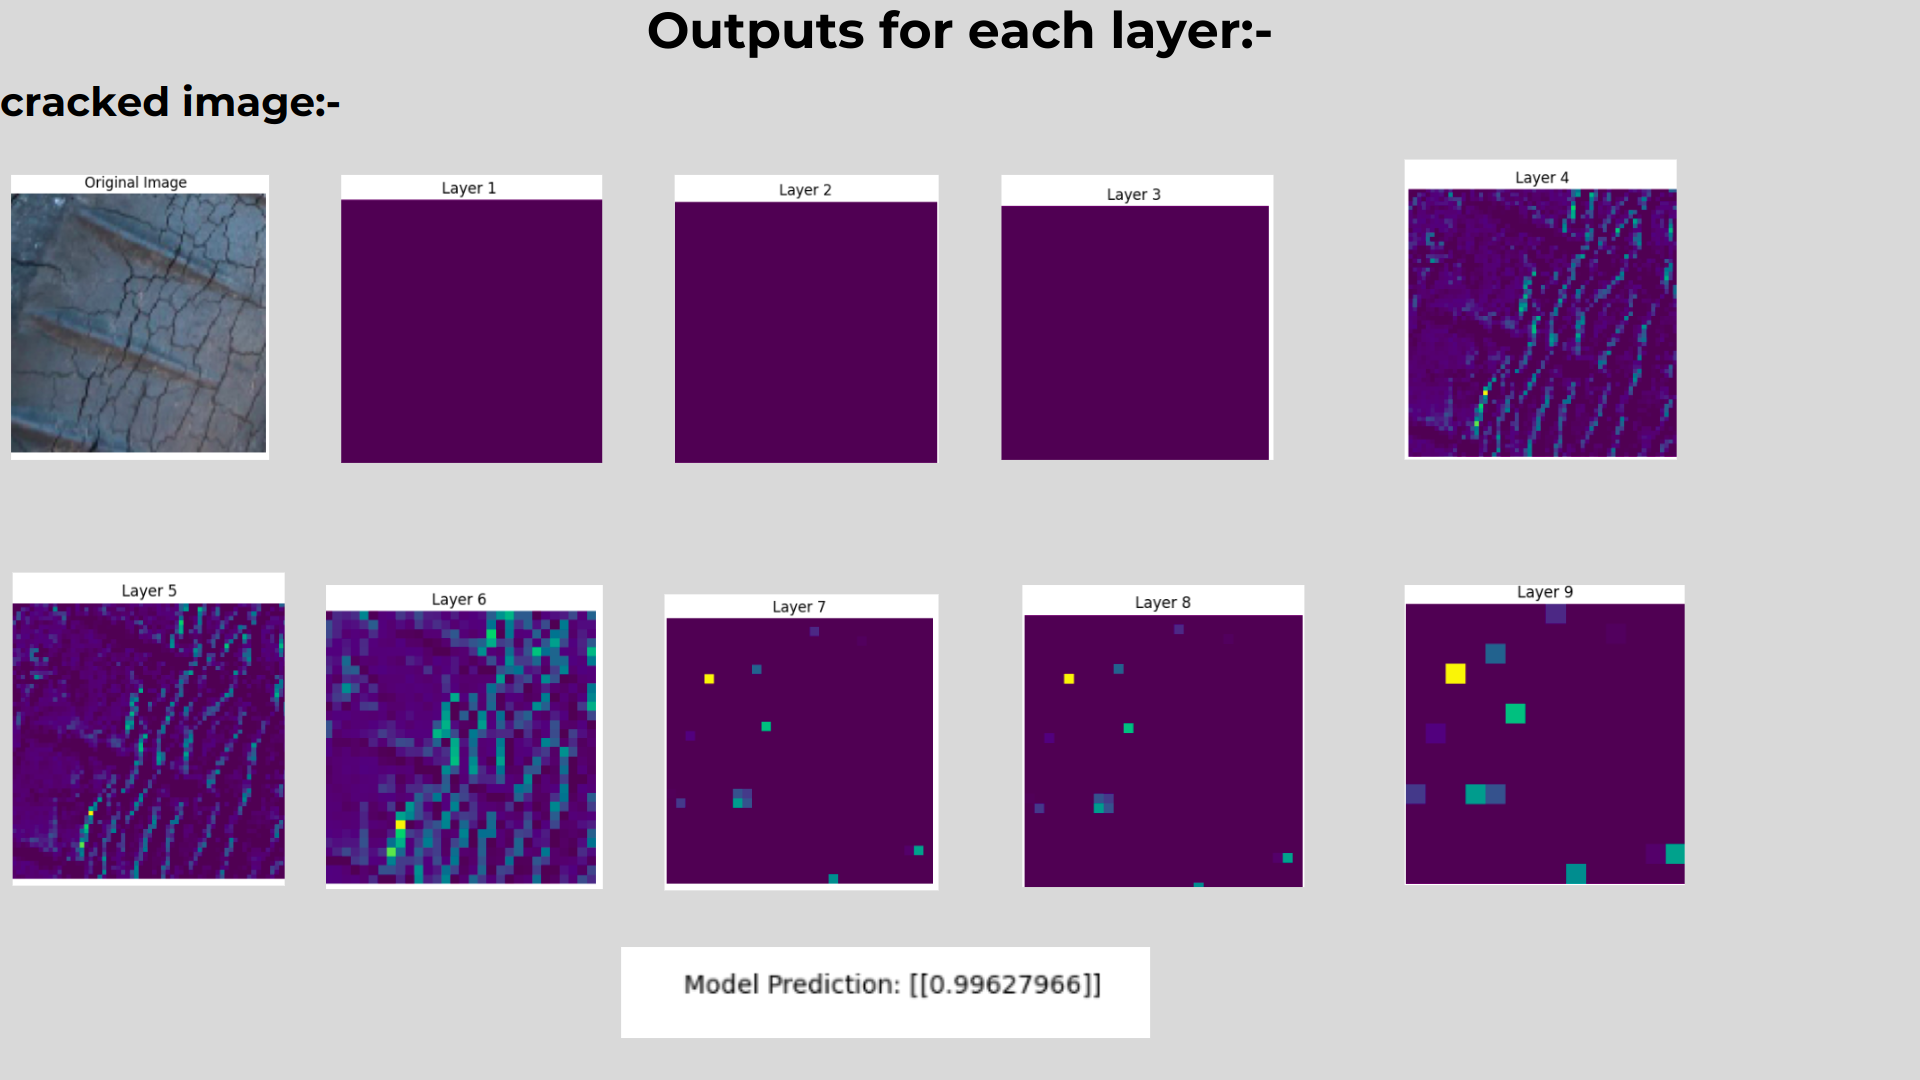 Outputs for each layer:-
cracked image:-
Original Image
Layer 1
Layer 2
Layer 3
Layer 4
Layer 5
Layer 6
Layer 7
Layer 8
Layer 9
Model Prediction: [[0.99627966]]